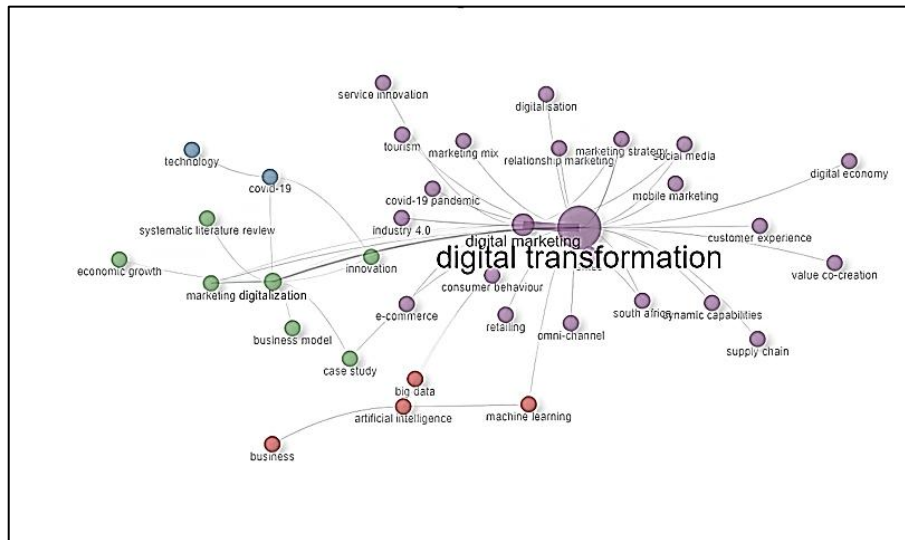 service innovation
digitalisation
tourism
marketing mix
relationship marketing
marketing strategy
social media
technology
covid-19
digital economy
covid-19 pandemic
mobile marketing
systematic literature review
industry 4.0
digital marketing
customer experience
digital transformation
economic growth
innovation
value co-creation
marketing
digitalization
consumer behaviour
e-commerce
retailing
omni-channel
south africa
dynamic capabilities
business model
supply chain
case study
big data
artificial intelligence
machine learning
business